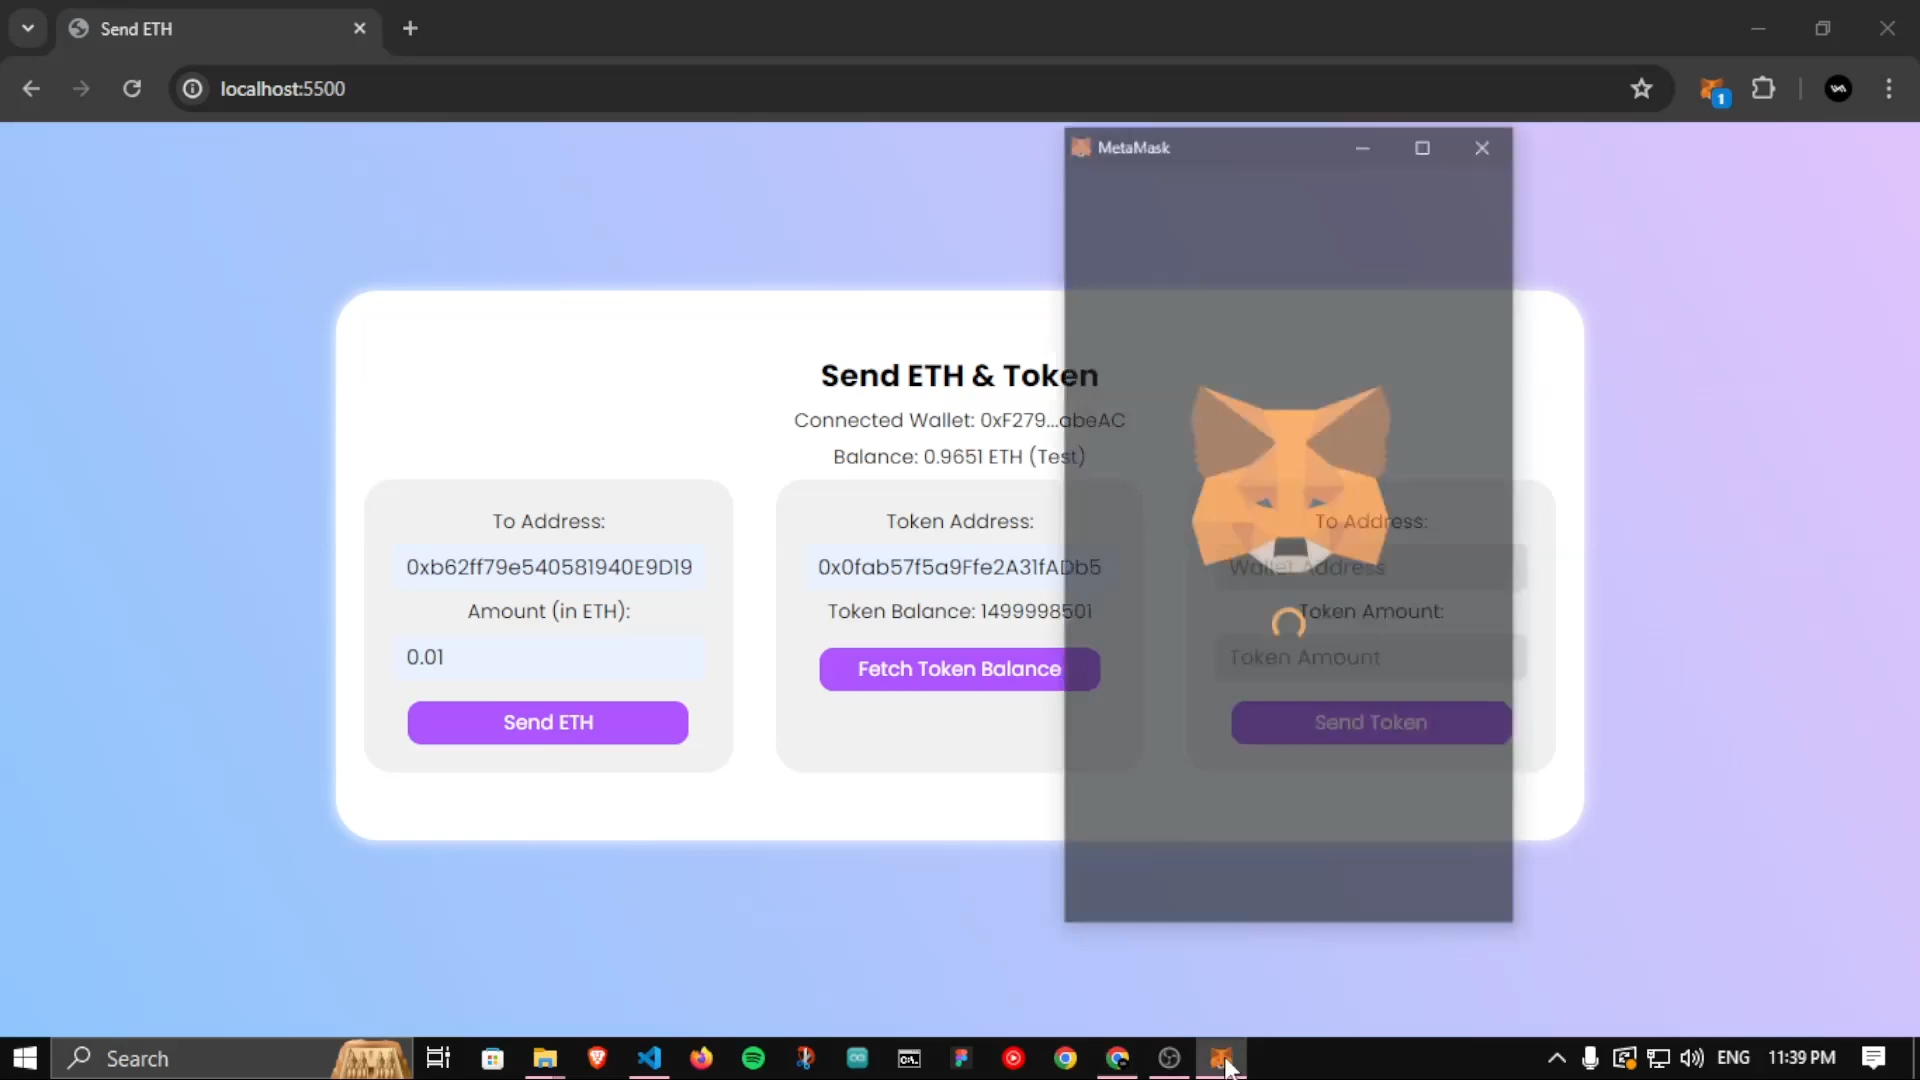 Send ETH
localhost:5500
1
MetaMask
Send ETH & Token
Connected Wallet: 0xF279...abeAC
Balance: 0.9651 ETH (Test)
To Address:
0xb62ff79e540581940E9D19
Amount (in ETH):
0.01
Send ETH
Token Address:
0x0fab57f5a9Ffe2A31fADb5
Token Balance: 1499998501
Fetch Token Balance
To Address:
Wallet Address
Token Amount:
Token Amount
Send Token
Search
ENG
11:39 PM